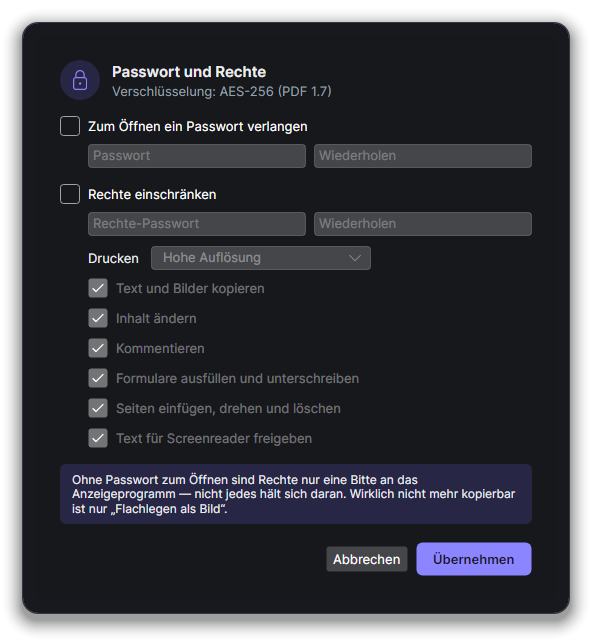 Passwort und Rechte
Verschlüsselung: AES-256 (PDF 1.7)
Zum Öffnen ein Passwort verlangen
Passwort Wiederholen
Rechte einschränken
Rechte-Passwort Wiederholen
Drucken Hohe Auflösung
Text und Bilder kopieren
Inhalt ändern
Kommentieren
Formulare ausfüllen und unterschreiben
Seiten einfügen, drehen und löschen
Text für Screenreader freigeben
Ohne Passwort zum Öffnen sind Rechte nur eine Bitte an das
Anzeigeprogramm — nicht jedes hält sich daran. Wirklich nicht mehr kopierbar
ist nur „Flachlegen als Bild“.
Abbrechen Übernehmen